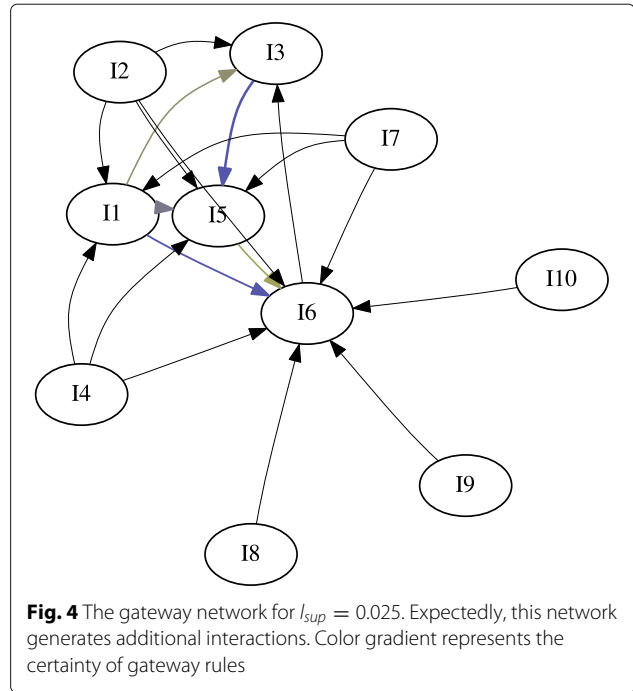 I2
I3
I7
I1
I5
I10
I6
I4
I9
I8
Fig. 4 The gateway network for l_sup = 0.025. Expectedly, this network
generates additional interactions. Color gradient represents the
certainty of gateway rules